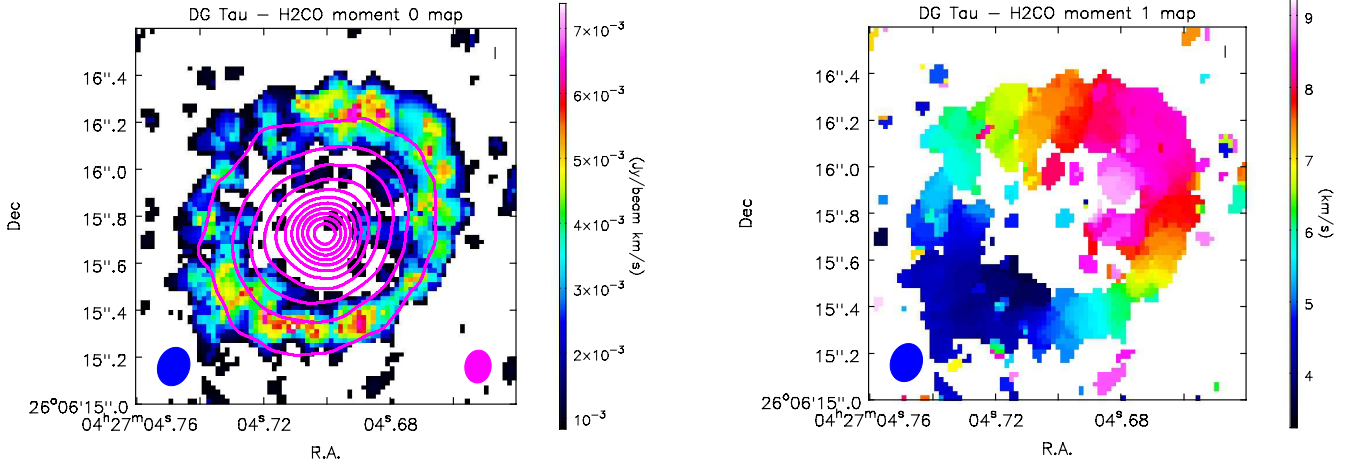 DG Tau – H2CO moment 0 map
7×10⁻³
6×10⁻³
5×10⁻³
4×10⁻³
3×10⁻³
2×10⁻³
10⁻³
(Jy/beam km/s)
Dec
16".4
16".2
16".0
15".8
15".6
15".4
15".2
26°06'15".0
04ʰ27ᵐ04ˢ.76
04ˢ.72
04ˢ.68
R.A.
DG Tau – H2CO moment 1 map
9
8
7
6
5
4
(km/s)
Dec
16".4
16".2
16".0
15".8
15".6
15".4
15".2
26°06'15".0
04ʰ27ᵐ04ˢ.76
04ˢ.72
04ˢ.68
R.A.